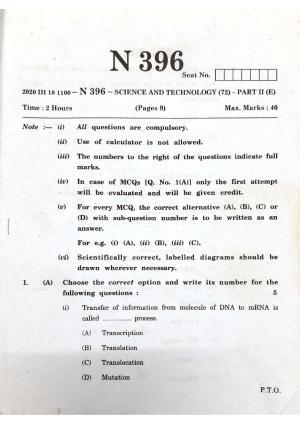 N 396
Seat No.
2020 III 18 1100 – N 396 – SCIENCE AND TECHNOLOGY (72) – PART II (E)
Time : 2 Hours (Pages 9) Max. Marks : 40
Note :— (i) All questions are compulsory.
(ii) Use of calculator is not allowed.
(iii) The numbers to the right of the questions indicate full
marks.
(iv) In case of MCQs [Q. No. 1(A)] only the first attempt
will be evaluated and will be given credit.
(v) For every MCQ, the correct alternative (A), (B), (C) or
(D) with sub-question number is to be written as an
answer.
For e.g. (i) (A), (ii) (B), (iii) (C).
(vi) Scientifically correct, labelled diagrams should be
drawn wherever necessary.
1. (A) Choose the correct option and write its number for the
following questions : 5
(i) Transfer of information from molecule of DNA to mRNA is
called ............... process.
(A) Transcription
(B) Translation
(C) Translocation
(D) Mutation
P.T.O.